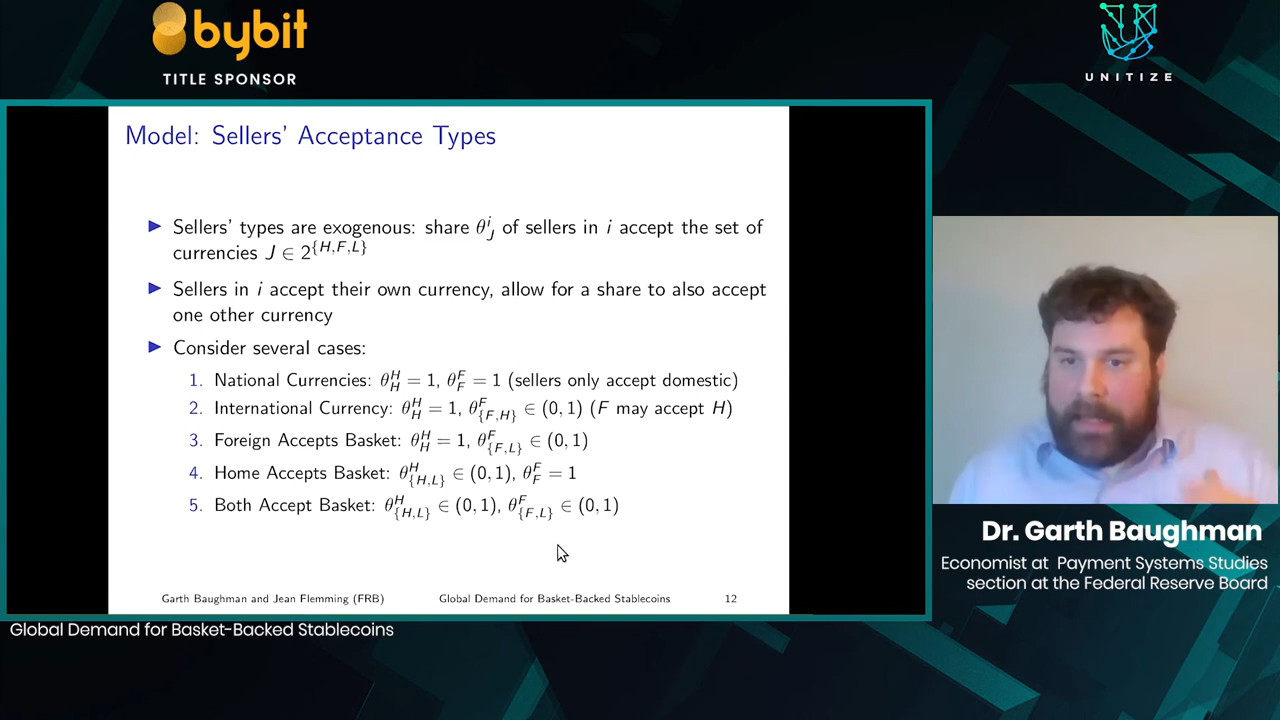 bybit
TITLE SPONSOR
UNITIZE
Model: Sellers' Acceptance Types
▶ Sellers' types are exogenous: share θ^i_J of sellers in i accept the set of
currencies J ∈ 2^{H,F,L}
▶ Sellers in i accept their own currency, allow for a share to also accept
one other currency
▶ Consider several cases:
1. National Currencies: θ^H_H = 1, θ^F_F = 1 (sellers only accept domestic)
2. International Currency: θ^H_H = 1, θ^F_{F,H} ∈ (0, 1) (F may accept H)
3. Foreign Accepts Basket: θ^H_H = 1, θ^F_{F,L} ∈ (0, 1)
4. Home Accepts Basket: θ^H_{H,L} ∈ (0, 1), θ^F_F = 1
5. Both Accept Basket: θ^H_{H,L} ∈ (0, 1), θ^F_{F,L} ∈ (0, 1)
Garth Baughman and Jean Flemming (FRB) Global Demand for Basket-Backed Stablecoins 12
Dr. Garth Baughman
Economist at Payment Systems Studies
section at the Federal Reserve Board
Global Demand for Basket-Backed Stablecoins